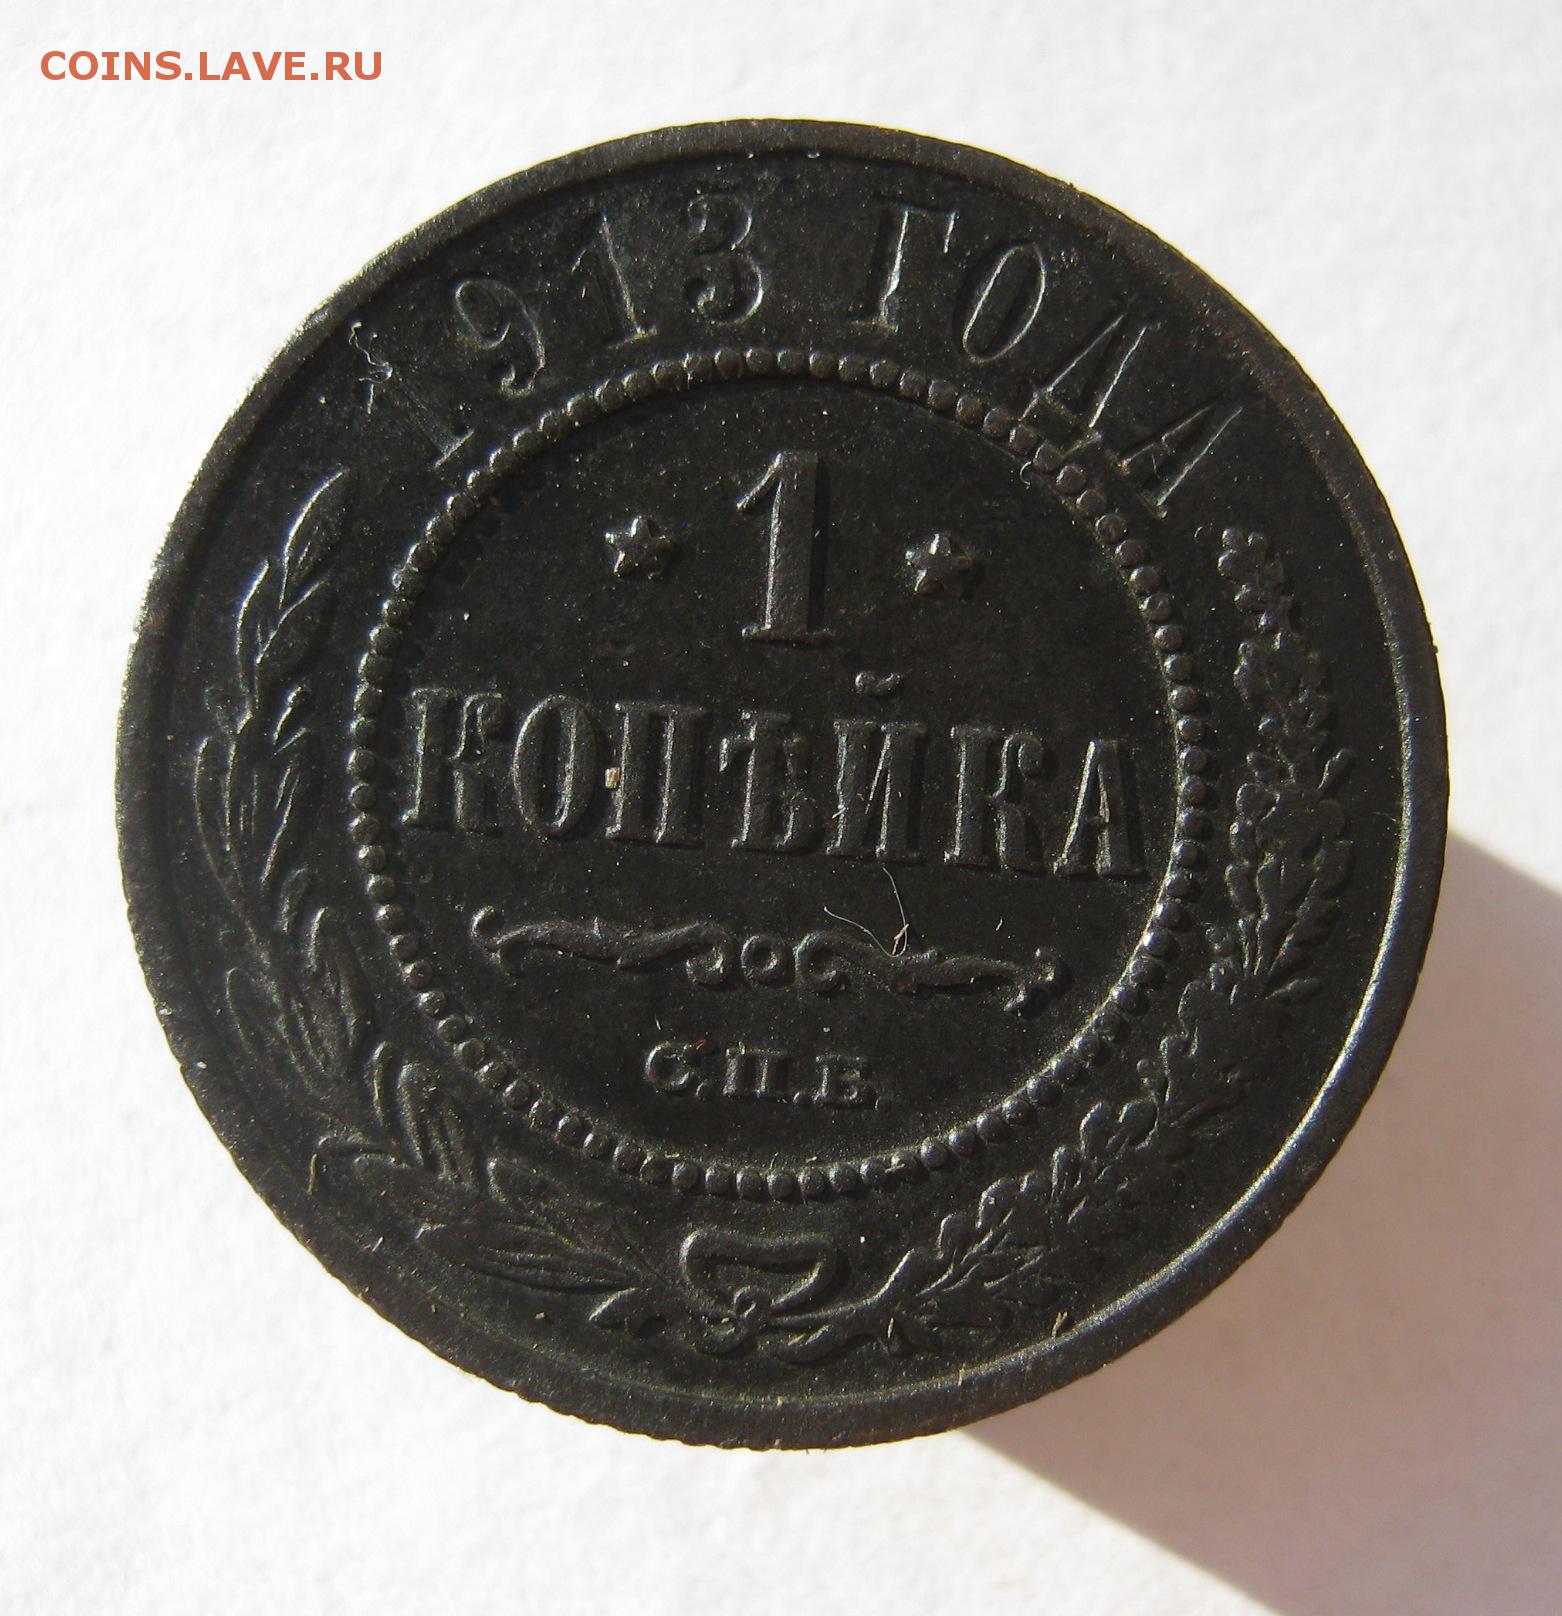 COINS.LAVE.RU
1913 ГОДА
1
КОПѢЙКА
С.П.Б.